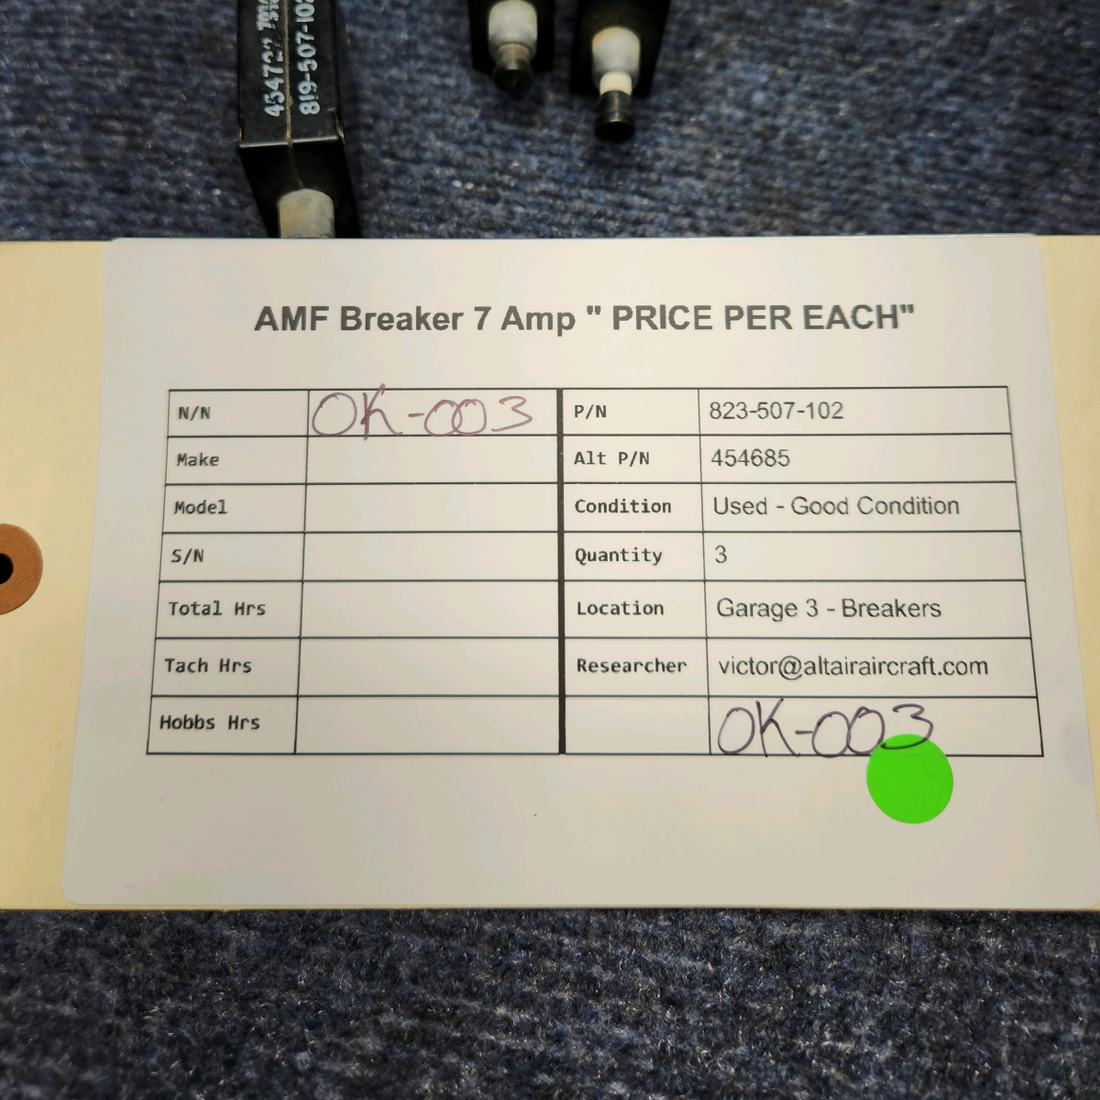 819-507-102
AMF Breaker 7 Amp " PRICE PER EACH"
N/N OK-003 P/N 823-507-102
Make Alt P/N 454685
Model Condition Used - Good Condition
S/N Quantity 3
Total Hrs Location Garage 3 - Breakers
Tach Hrs Researcher victor@altairaircraft.com
Hobbs Hrs OK-003